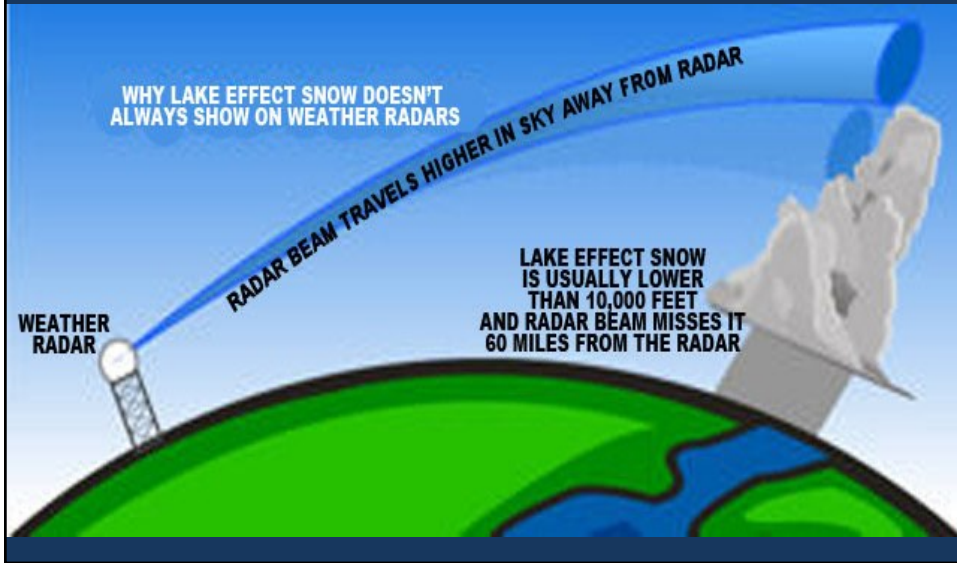 WHY LAKE EFFECT SNOW DOESN'T
ALWAYS SHOW ON WEATHER RADARS
RADAR BEAM TRAVELS HIGHER IN SKY AWAY FROM RADAR
WEATHER
RADAR
LAKE EFFECT SNOW
IS USUALLY LOWER
THAN 10,000 FEET
AND RADAR BEAM MISSES IT
60 MILES FROM THE RADAR